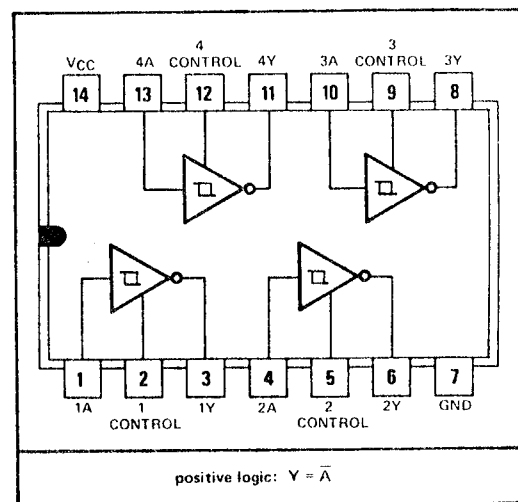 4 3
CONTROL CONTROL
VCC 4A 4Y 3A 3Y
14 13 12 11 10 9 8
1 2 3 4 5 6 7
1A 1 1Y 2A 2 2Y GND
CONTROL CONTROL
positive logic: Y = A̅